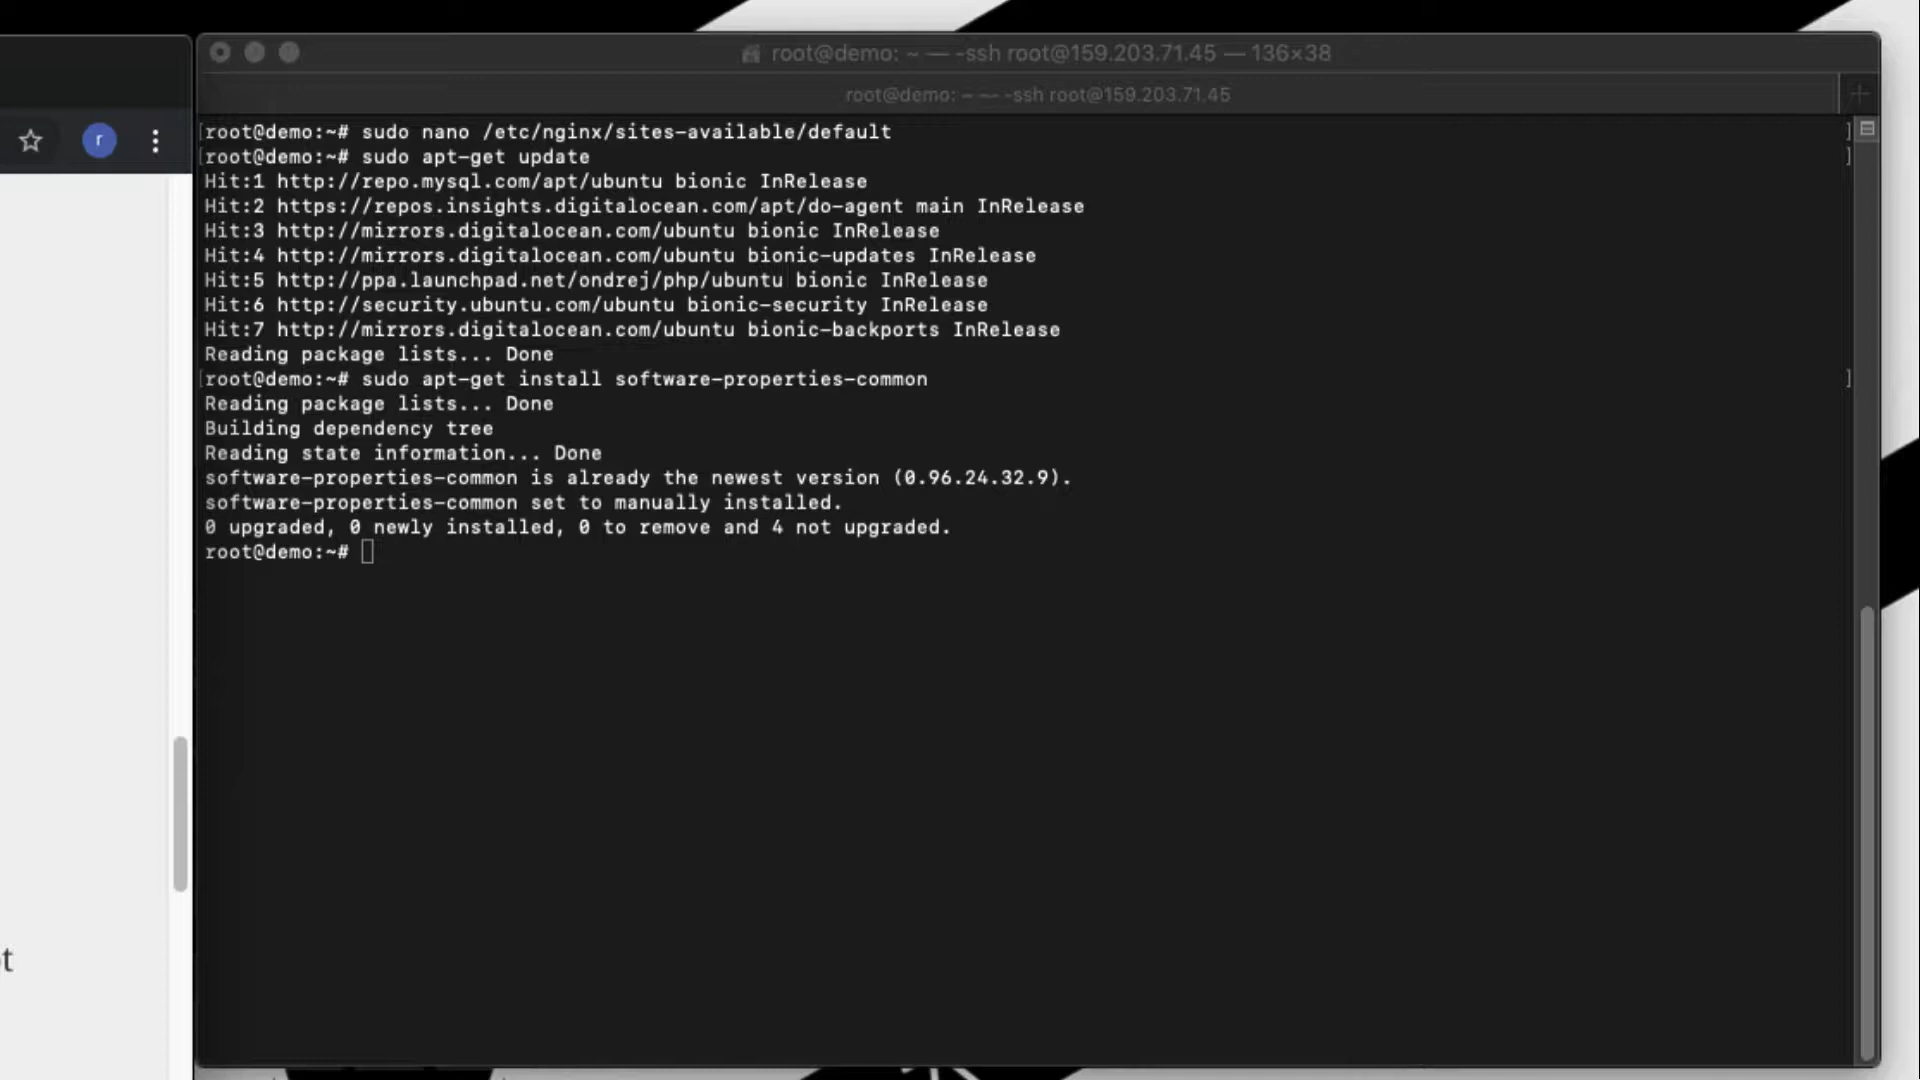 root@demo: ~ — -ssh root@159.203.71.45 — 136×38
root@demo: ~ — -ssh root@159.203.71.45
r
[root@demo:~# sudo nano /etc/nginx/sites-available/default ]
[root@demo:~# sudo apt-get update ]
Hit:1 http://repo.mysql.com/apt/ubuntu bionic InRelease
Hit:2 https://repos.insights.digitalocean.com/apt/do-agent main InRelease
Hit:3 http://mirrors.digitalocean.com/ubuntu bionic InRelease
Hit:4 http://mirrors.digitalocean.com/ubuntu bionic-updates InRelease
Hit:5 http://ppa.launchpad.net/ondrej/php/ubuntu bionic InRelease
Hit:6 http://security.ubuntu.com/ubuntu bionic-security InRelease
Hit:7 http://mirrors.digitalocean.com/ubuntu bionic-backports InRelease
Reading package lists... Done
[root@demo:~# sudo apt-get install software-properties-common ]
Reading package lists... Done
Building dependency tree
Reading state information... Done
software-properties-common is already the newest version (0.96.24.32.9).
software-properties-common set to manually installed.
0 upgraded, 0 newly installed, 0 to remove and 4 not upgraded.
root@demo:~#